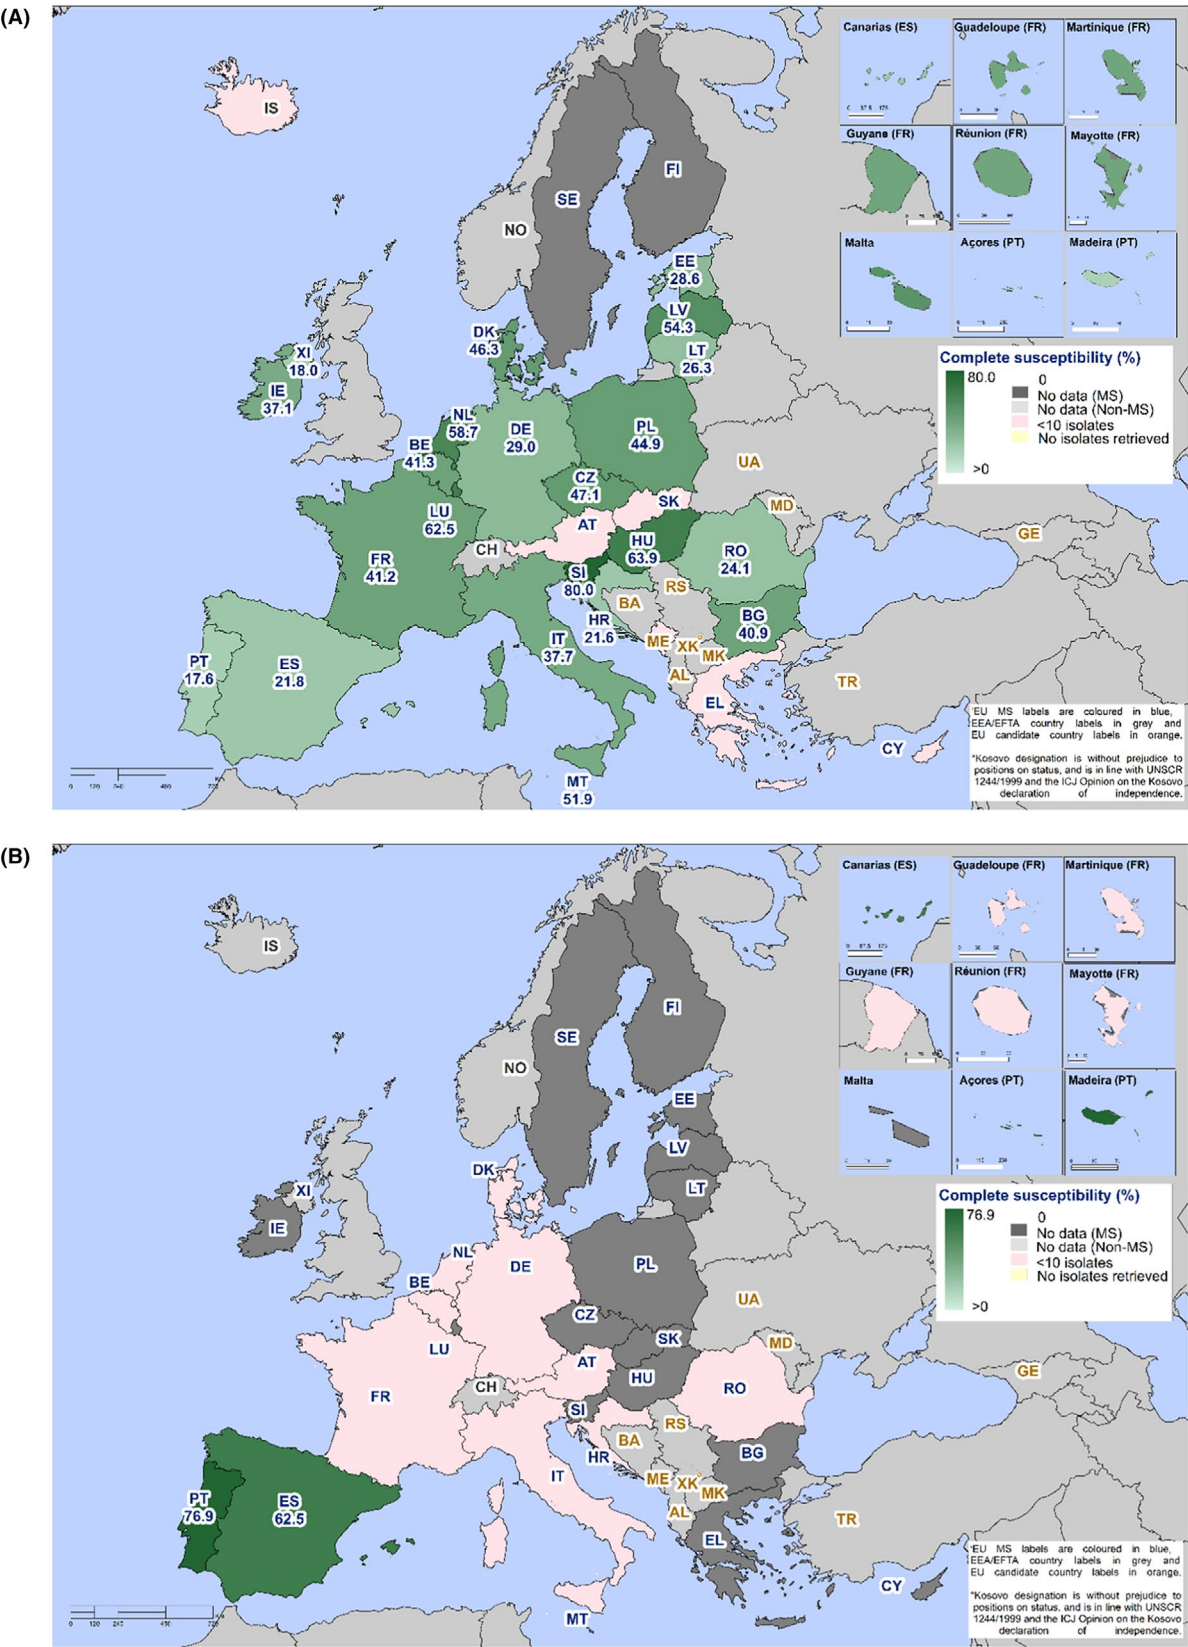 (A)
Canarias (ES)
Guadeloupe (FR)
Martinique (FR)
IS
Guyane (FR)
Réunion (FR)
Mayotte (FR)
FI
SE
NO
Malta
Açores (PT)
Madeira (PT)
EE
28.6
LV
54.3
DK
46.3
LT
26.3
XI
18.0
IE
37.1
Complete susceptibility (%)
80.0
0
No data (MS)
No data (Non-MS)
<10 isolates
No isolates retrieved
>0
NL
58.7
DE
29.0
PL
44.9
BE
41.3
UA
CZ
47.1
SK
MD
LU
62.5
AT
GE
HU
63.9
CH
RO
24.1
FR
41.2
SI
80.0
RS
BA
HR
21.6
BG
40.9
IT
37.7
ME
XK
MK
PT
17.6
ES
21.8
AL
TR
EL
CY
MT
51.9
EU MS labels are coloured in blue,
EEA/EFTA country labels in grey and
EU candidate country labels in orange.
*Kosovo designation is without prejudice to
positions on status, and is in line with UNSCR
1244/1999 and the ICJ Opinion on the Kosovo
declaration of independence.
(B)
Canarias (ES)
Guadeloupe (FR)
Martinique (FR)
IS
Guyane (FR)
Réunion (FR)
Mayotte (FR)
FI
SE
NO
Malta
Açores (PT)
Madeira (PT)
EE
LV
DK
LT
XI
IE
Complete susceptibility (%)
76.9
0
No data (MS)
No data (Non-MS)
<10 isolates
No isolates retrieved
>0
NL
DE
PL
BE
UA
CZ
SK
MD
LU
AT
GE
HU
CH
RO
FR
SI
RS
BA
HR
BG
IT
ME
XK
MK
PT
76.9
ES
62.5
AL
TR
EL
CY
MT
EU MS labels are coloured in blue,
EEA/EFTA country labels in grey and
EU candidate country labels in orange.
*Kosovo designation is without prejudice to
positions on status, and is in line with UNSCR
1244/1999 and the ICJ Opinion on the Kosovo
declaration of independence.